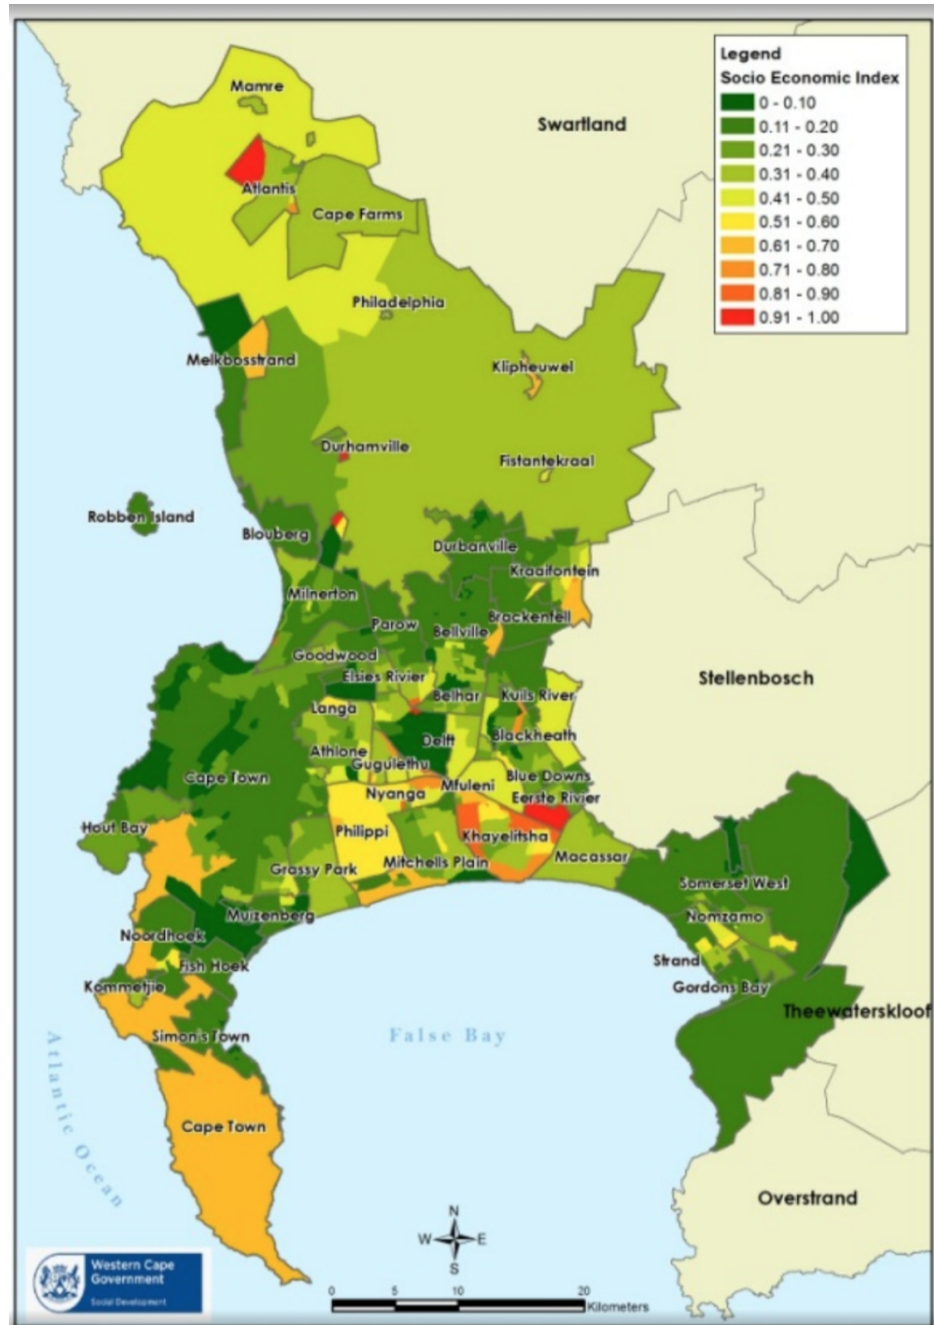 Legend
Socio Economic Index
0 - 0.10
0.11 - 0.20
0.21 - 0.30
0.31 - 0.40
0.41 - 0.50
0.51 - 0.60
0.61 - 0.70
0.71 - 0.80
0.81 - 0.90
0.91 - 1.00
Mamre
Swartland
Atlantis
Cape Farms
Philadelphia
Melkbosstrand
Klipheuwel
Durhamville
Fistantekraal
Robben Island
Blouberg
Durbanville
Kraaifontein
Milnerton
Brackenfell
Parow
Bellville
Goodwood
Elsies Rivier
Stellenbosch
Belhar
Kuils River
Langa
Delft
Blackheath
Athlone
Gugulethu
Cape Town
Blue Downs
Mfuleni
Nyanga
Eerste Rivier
Hout Bay
Philippi
Khayelitsha
Mitchells Plain
Macassar
Grassy Park
Somerset West
Muizenberg
Nomzamo
Noordhoek
Strand
Fish Hoek
Kommetjie
Gordons Bay
Theewaterskloof
Simon's Town
False Bay
Atlantic Ocean
Cape Town
Overstrand
N
W
E
S
Western Cape
Government
Social Development
0 5 10 20
Kilometers